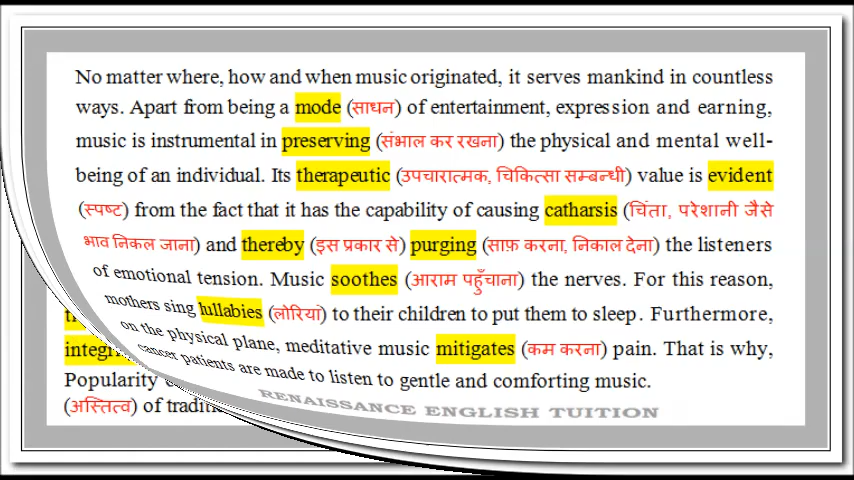 No matter where, how and when music originated, it serves mankind in countless
ways. Apart from being a mode (साधन) of entertainment, expression and earning,
music is instrumental in preserving (संभाल कर रखना) the physical and mental well-
being of an individual. Its therapeutic (उपचारात्मक, चिकित्सा सम्बन्धी) value is evident
(स्पष्ट) from the fact that it has the capability of causing catharsis (चिंता, परेशानी जैसे
भाव निकल जाना) and thereby (इस प्रकार से) purging (साफ़ करना, निकाल देना) the listeners
of emotional tension. Music soothes (आराम पहुँचाना) the nerves. For this reason,
mothers sing lullabies (लोरिया) to their children to put them to sleep. Furthermore,
on the physical plane, meditative music mitigates (कम करना) pain. That is why,
cancer patients are made to listen to gentle and comforting music.
Popularity
(अस्तित्व) of
RENAISSANCE ENGLISH TUITION